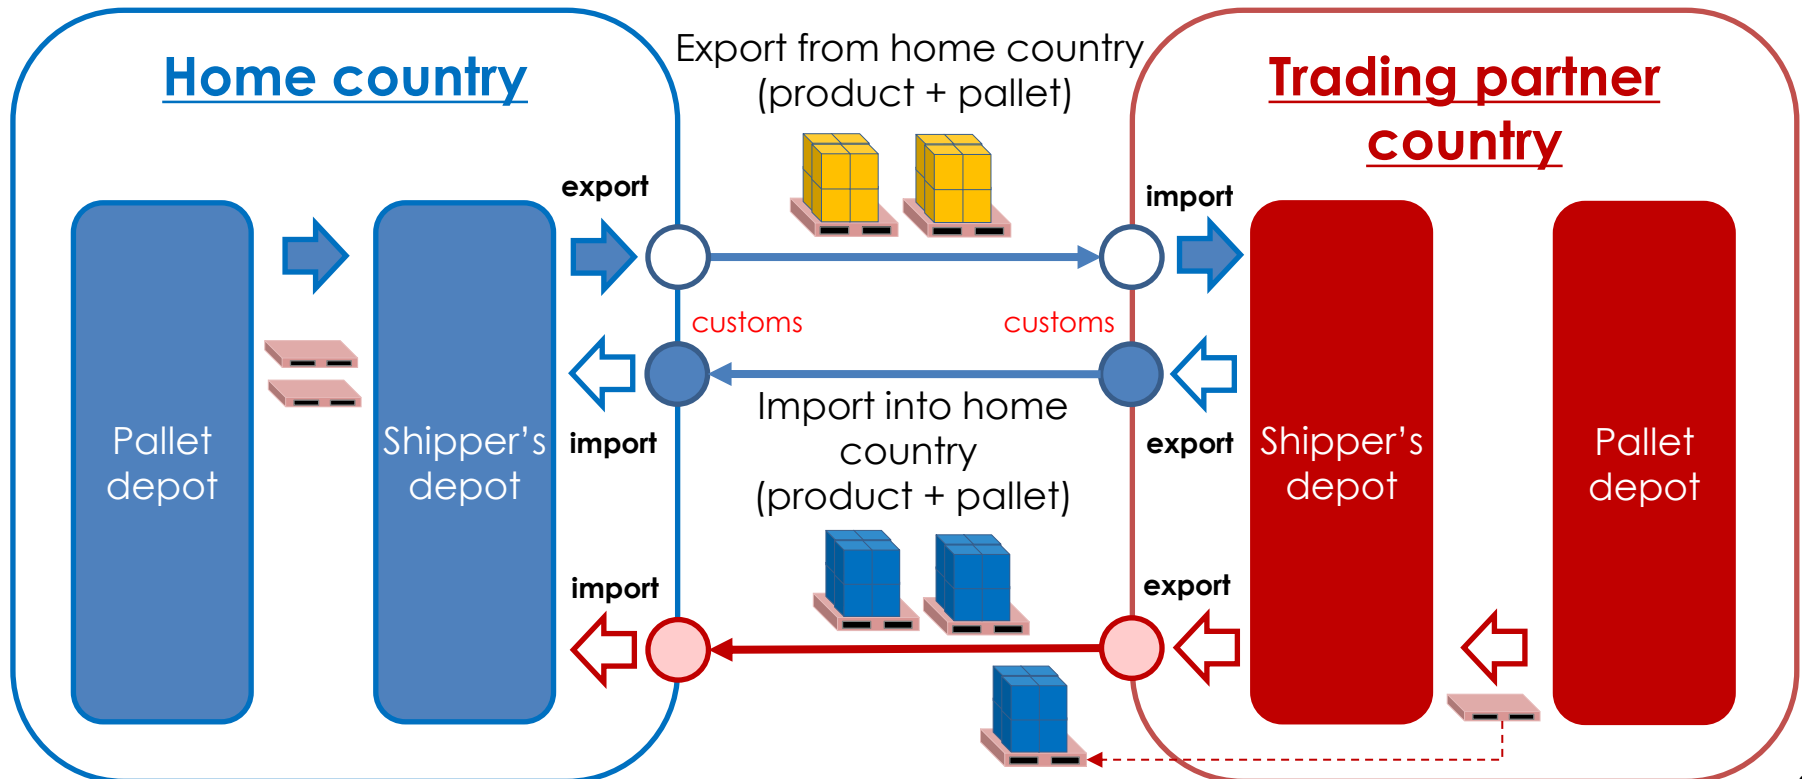 Home country
Export from home country
(product + pallet)
Trading partner
country
export
import
customs
customs
Pallet
depot
Shipper's
depot
import
Import into home
country
(product + pallet)
export
Shipper's
depot
Pallet
depot
import
export